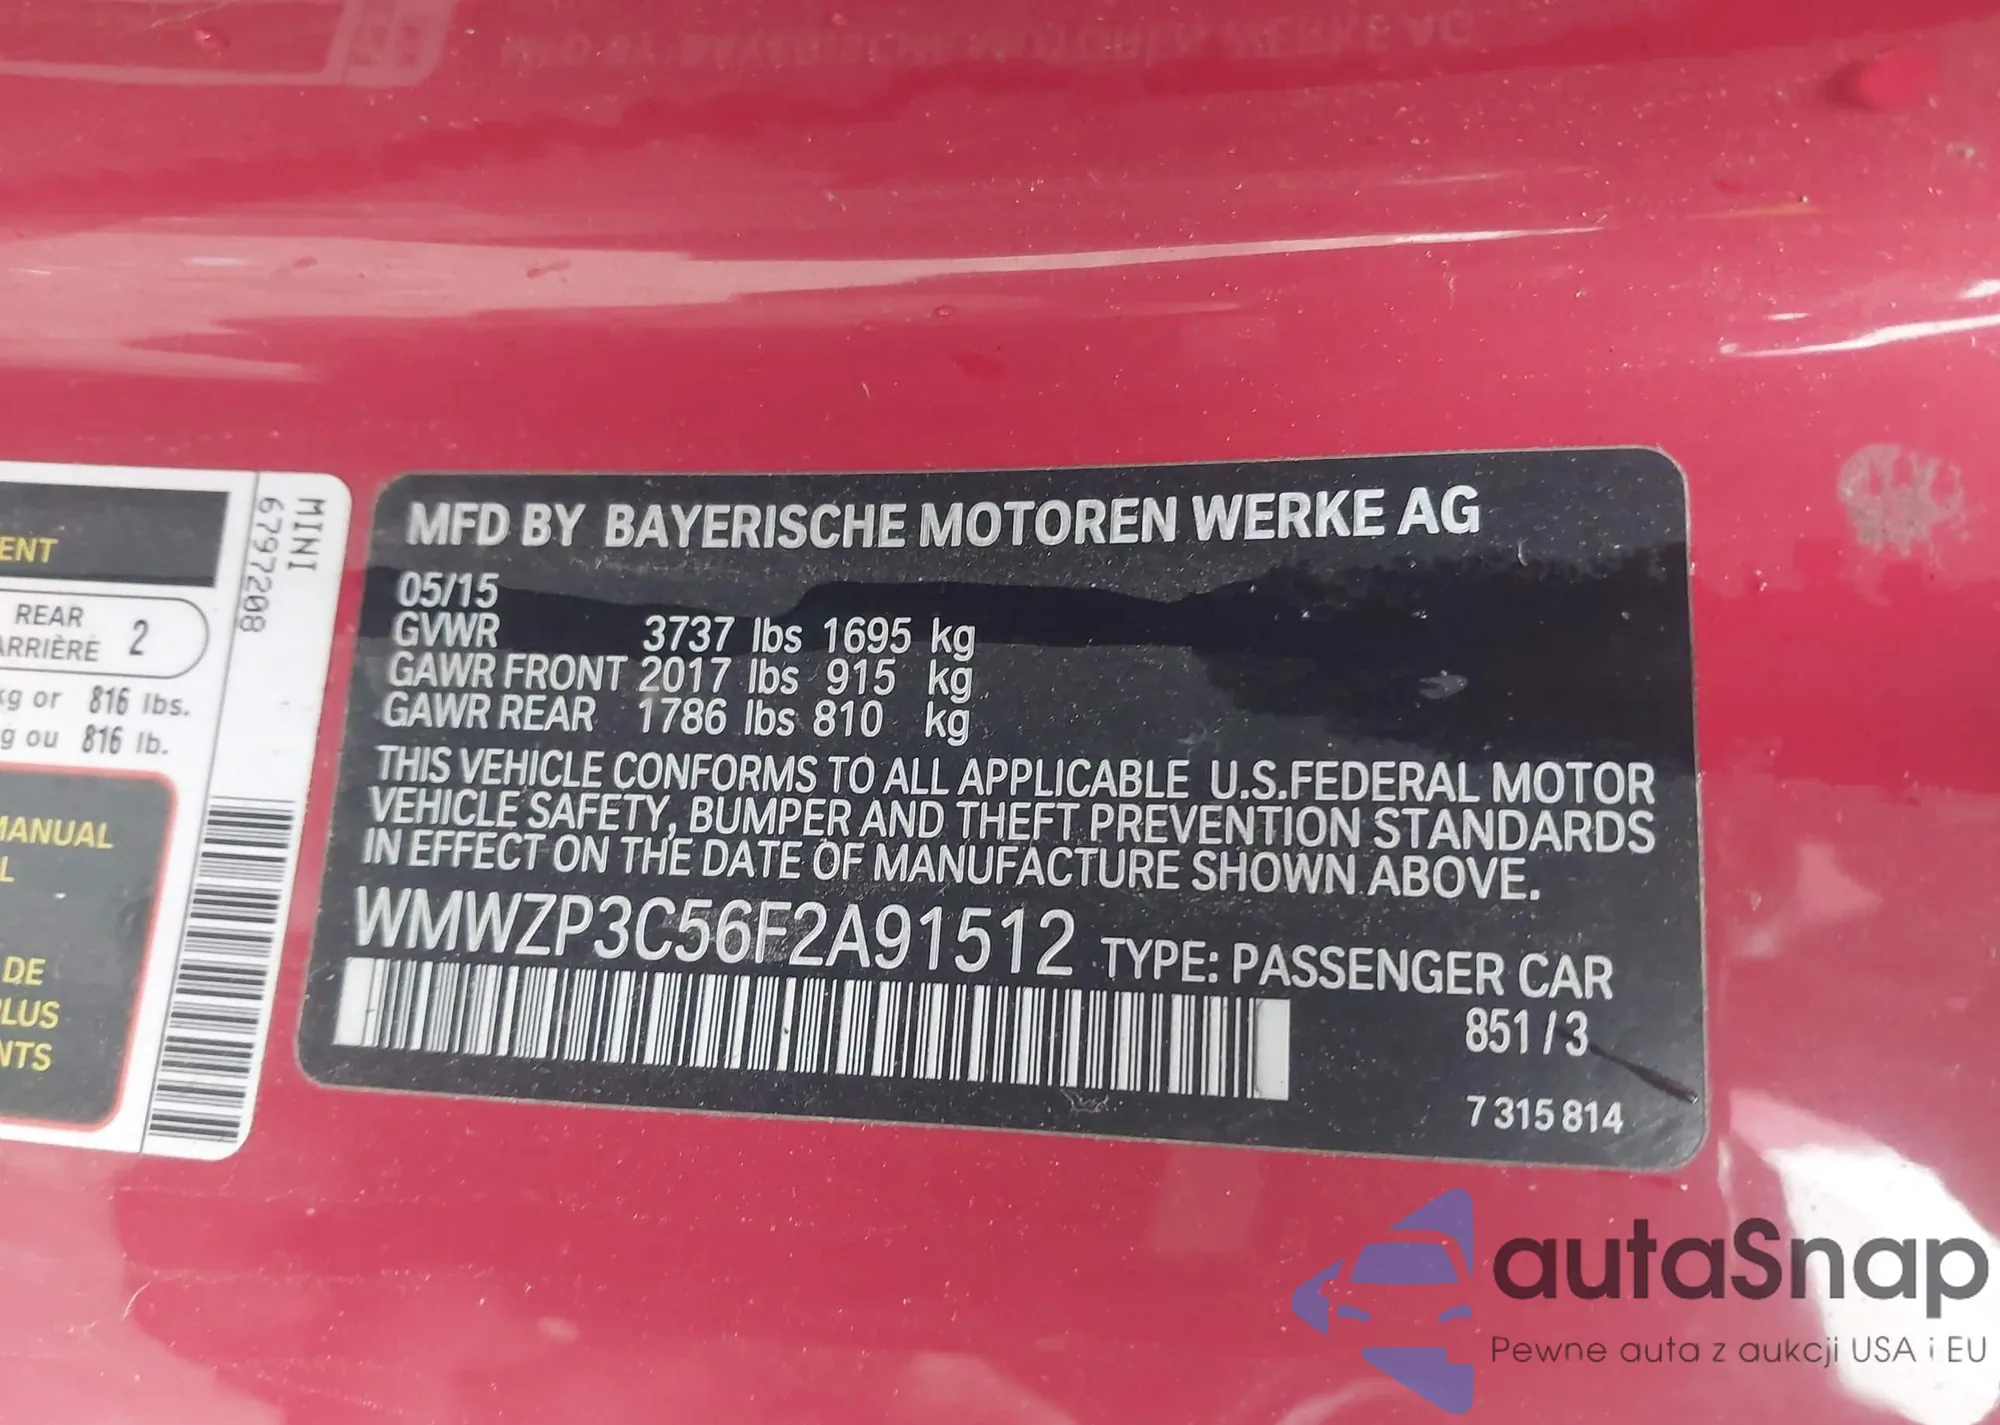 MFD BY BAYERISCHE MOTOREN WERKE AG
05/15
GVWR 3737 lbs 1695 kg
GAWR FRONT 2017 lbs 915 kg
GAWR REAR 1786 lbs 810 kg
THIS VEHICLE CONFORMS TO ALL APPLICABLE U.S.FEDERAL MOTOR
VEHICLE SAFETY, BUMPER AND THEFT PREVENTION STANDARDS
IN EFFECT ON THE DATE OF MANUFACTURE SHOWN ABOVE.
WMWZP3C56F2A91512 TYPE: PASSENGER CAR
851 / 3
7 315 814
MINI
6797208
ENT
REAR
ARRIÈRE 2
kg or 816 lbs.
g ou 816 lb.
MANUAL
L
DE
PLUS
NTS
autaSnap
Pewne auta z aukcji USA i EU